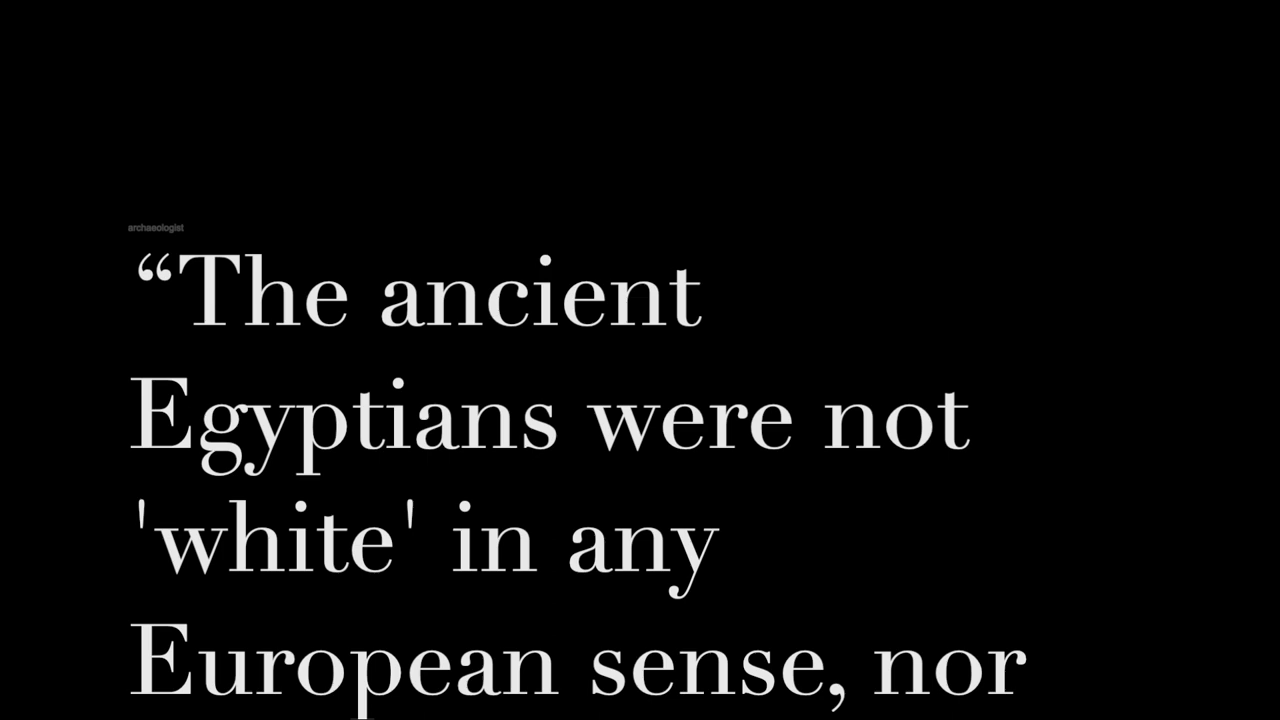 archaeologist
“The ancient
Egyptians were not
'white' in any
European sense, nor